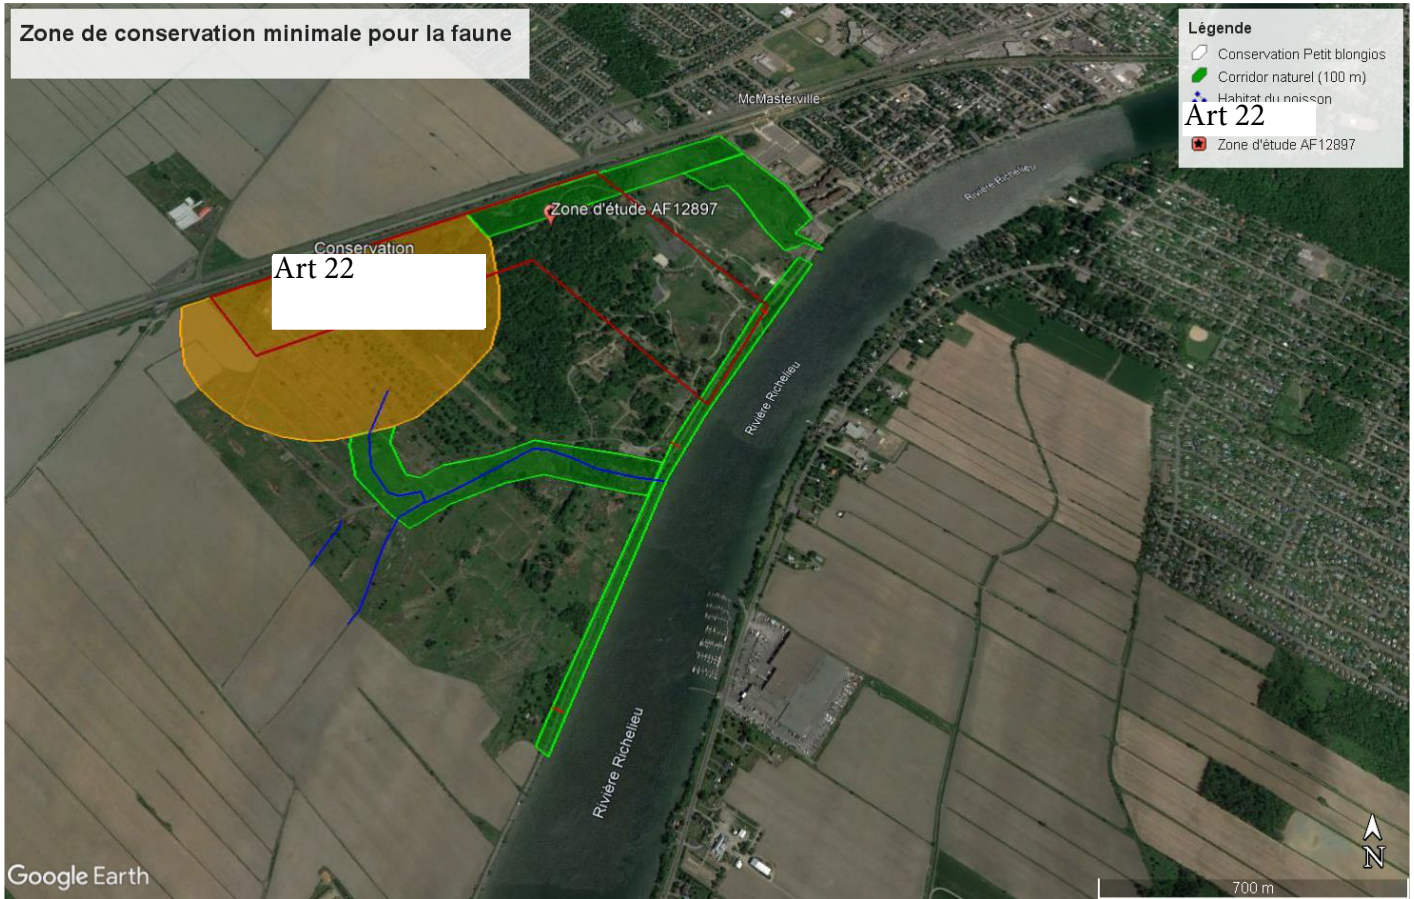 Zone de conservation minimale pour la faune
Légende
Conservation Petit blongios
Corridor naturel (100 m)
Habitat du poisson
Art 22
Zone d'étude AF12897
McMasterville
Rivière Richelieu
Zone d'étude AF12897
Conservation
Art 22
Rivière Richelieu
Rivière Richelieu
Google Earth
N
700 m